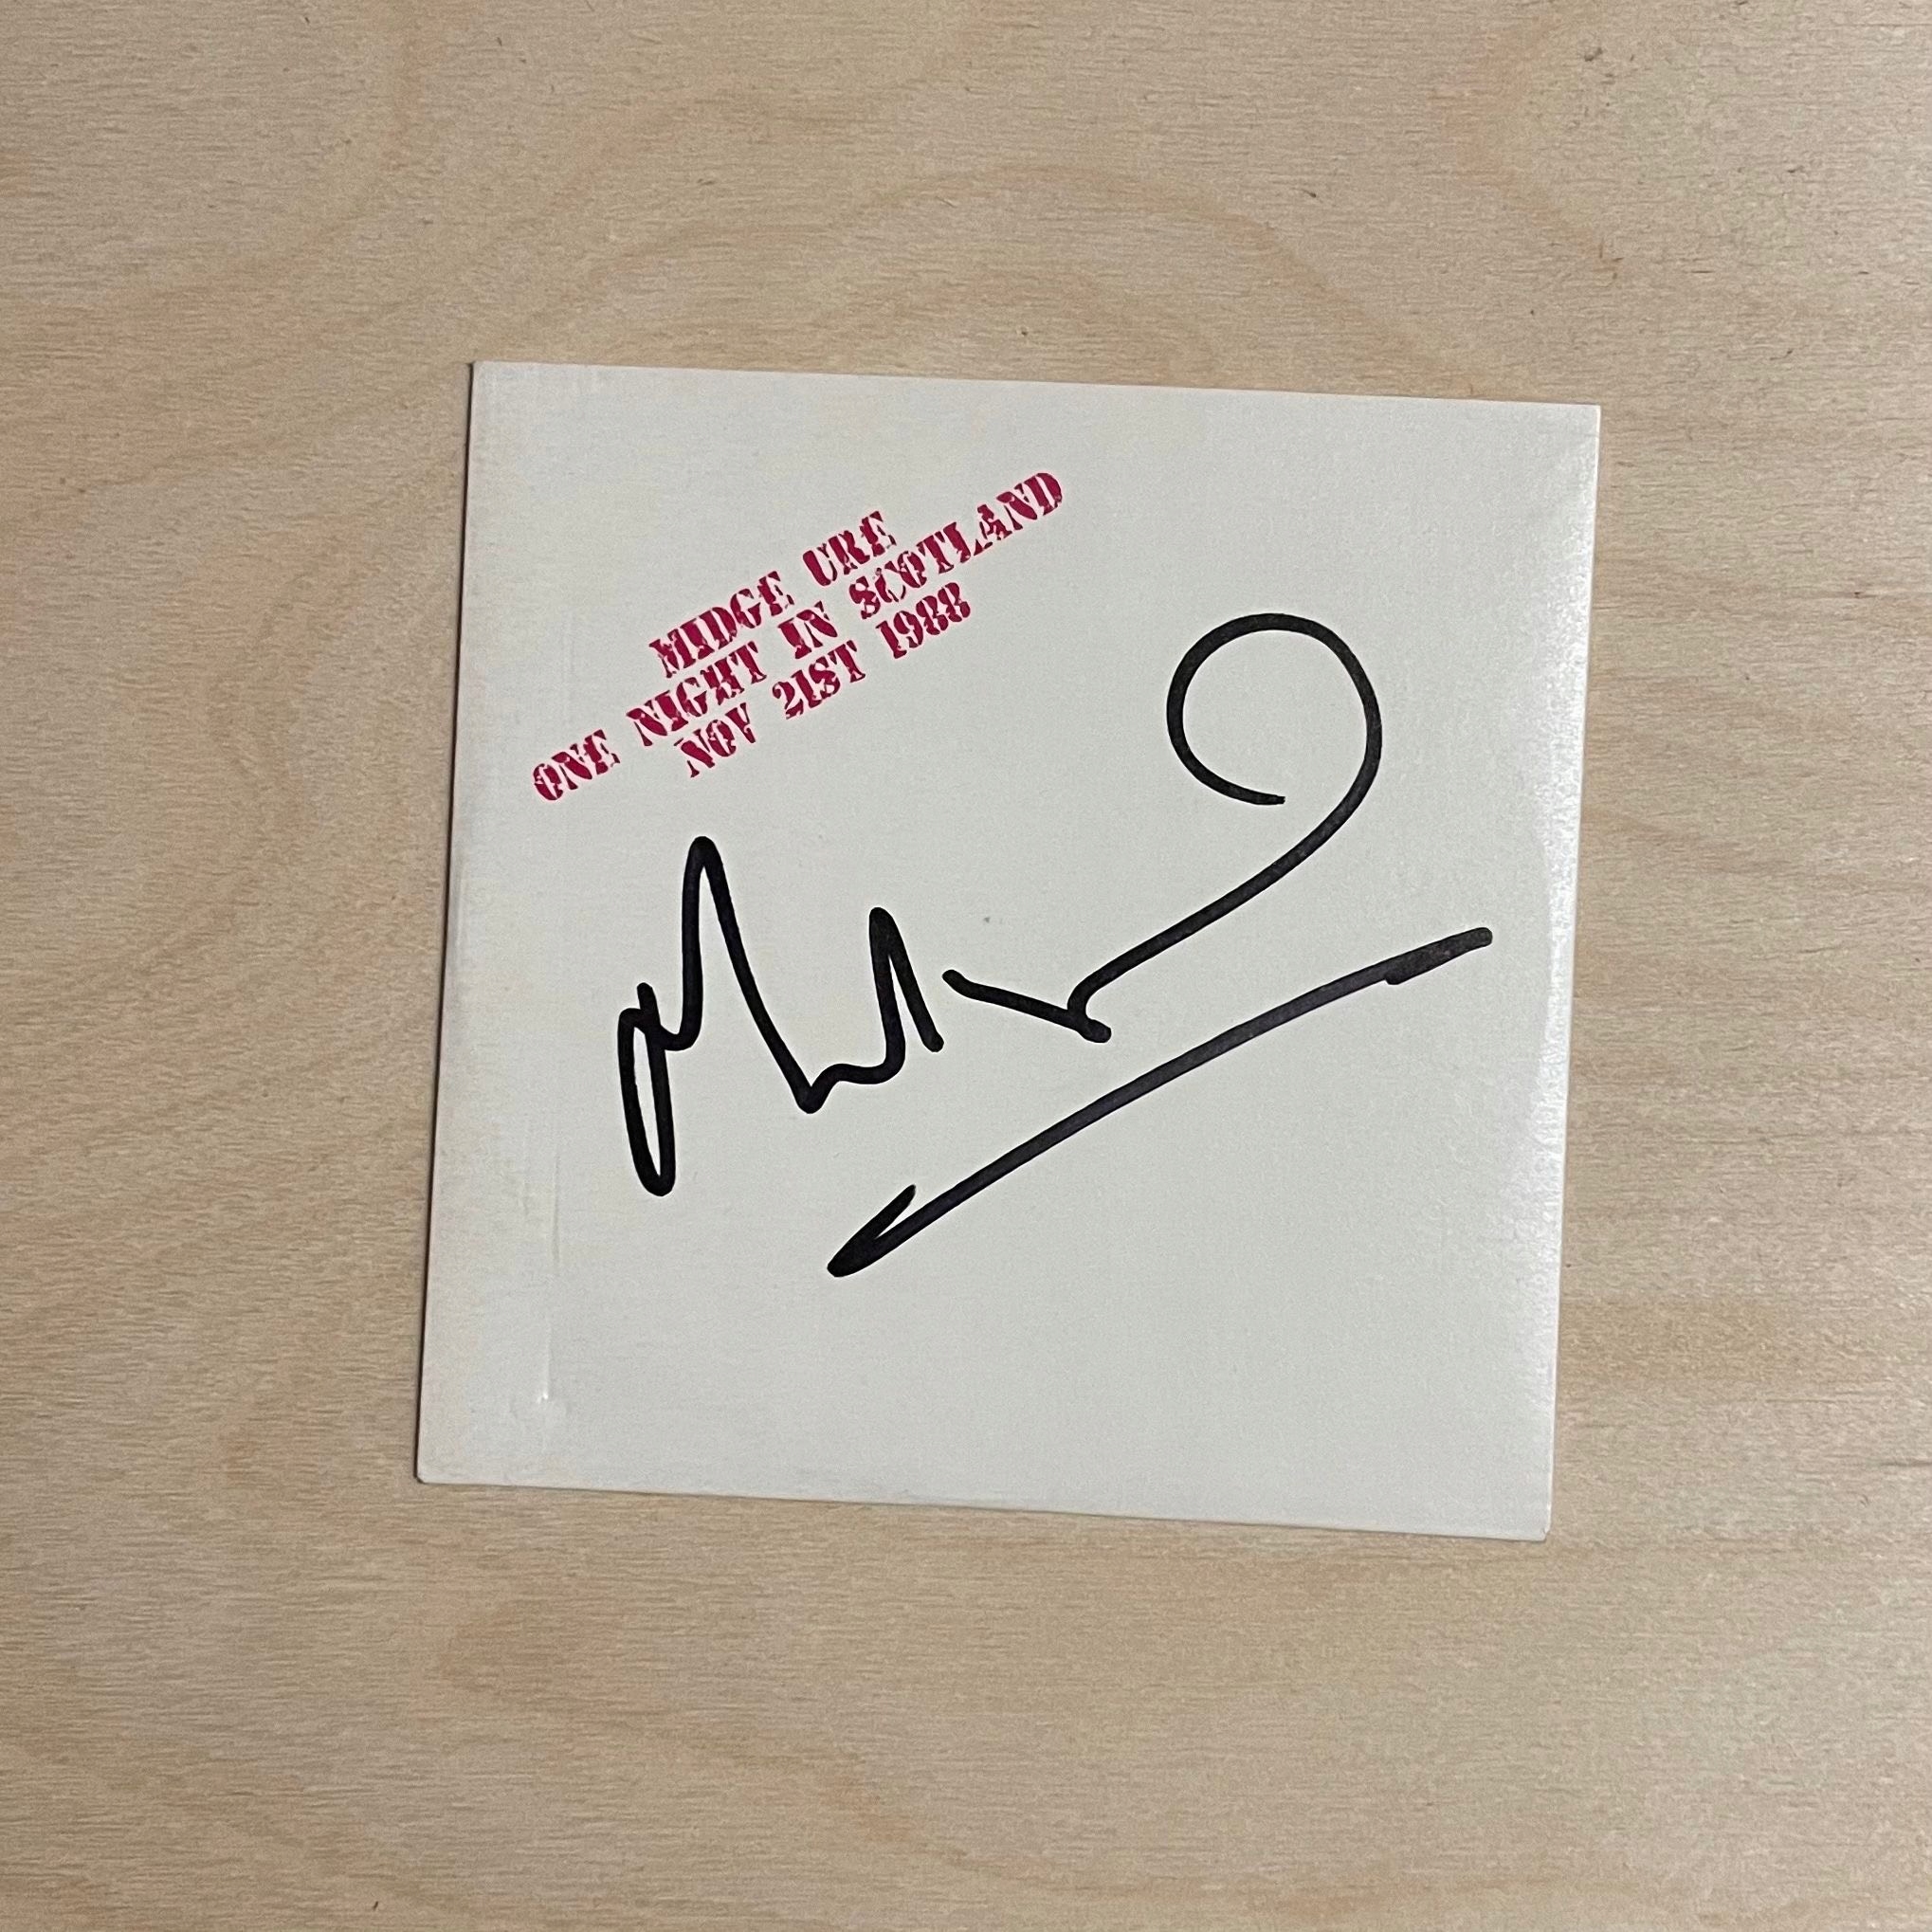 MIDGE URE
ONE NIGHT IN SCOTLAND
NOV 21ST 1988